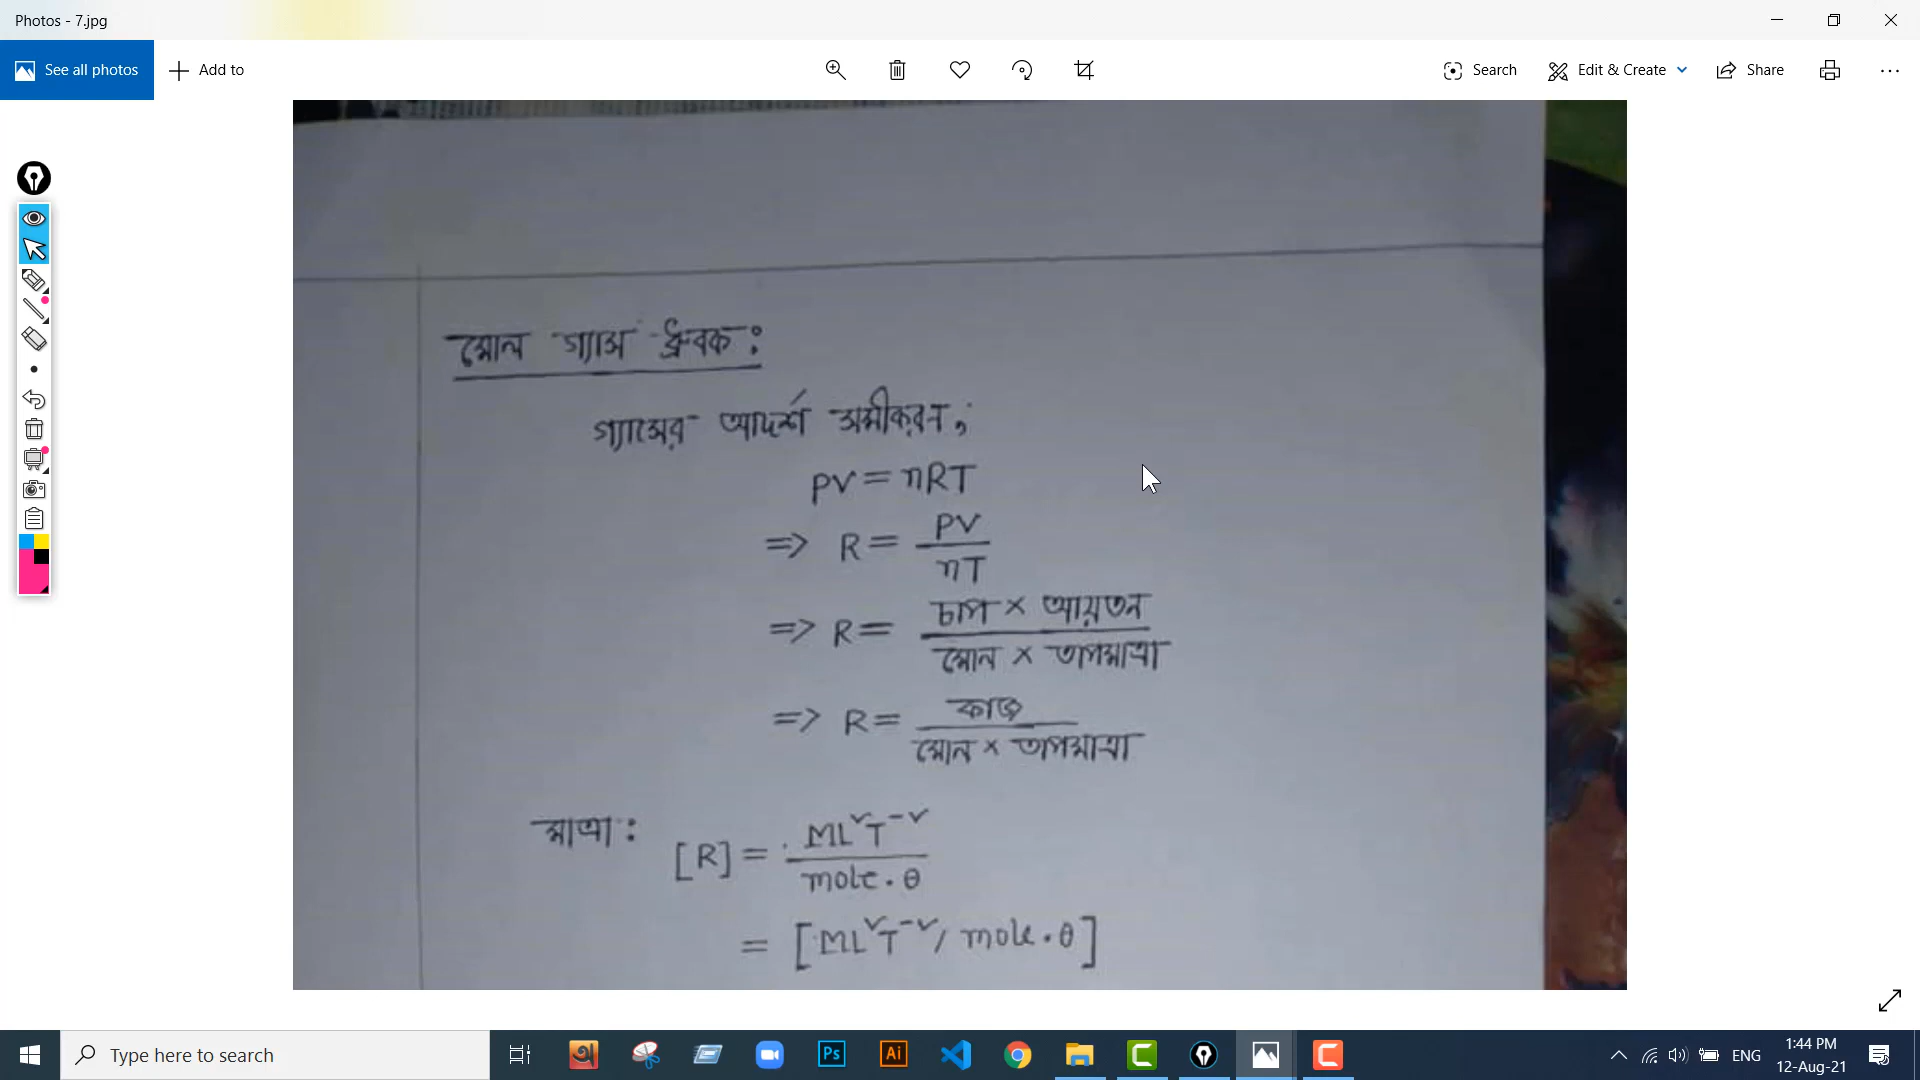 Photos - 7.jpg
See all photos
Add to
Search
Edit & Create
Share
মোল গ্যাস ধ্রুবক:
গ্যাসের আদর্শ সমীকরণ,
PV = nRT
=> R = PV / nT
=> R = চাপ × আয়তন / মোল × তাপমাত্রা
=> R = কাজ / মোল × তাপমাত্রা
মাত্রা: [R] = ML²T⁻² / mole . θ
= [ML²T⁻² / mole . θ]
Type here to search
Ps
Ai
ENG
1:44 PM
12-Aug-21